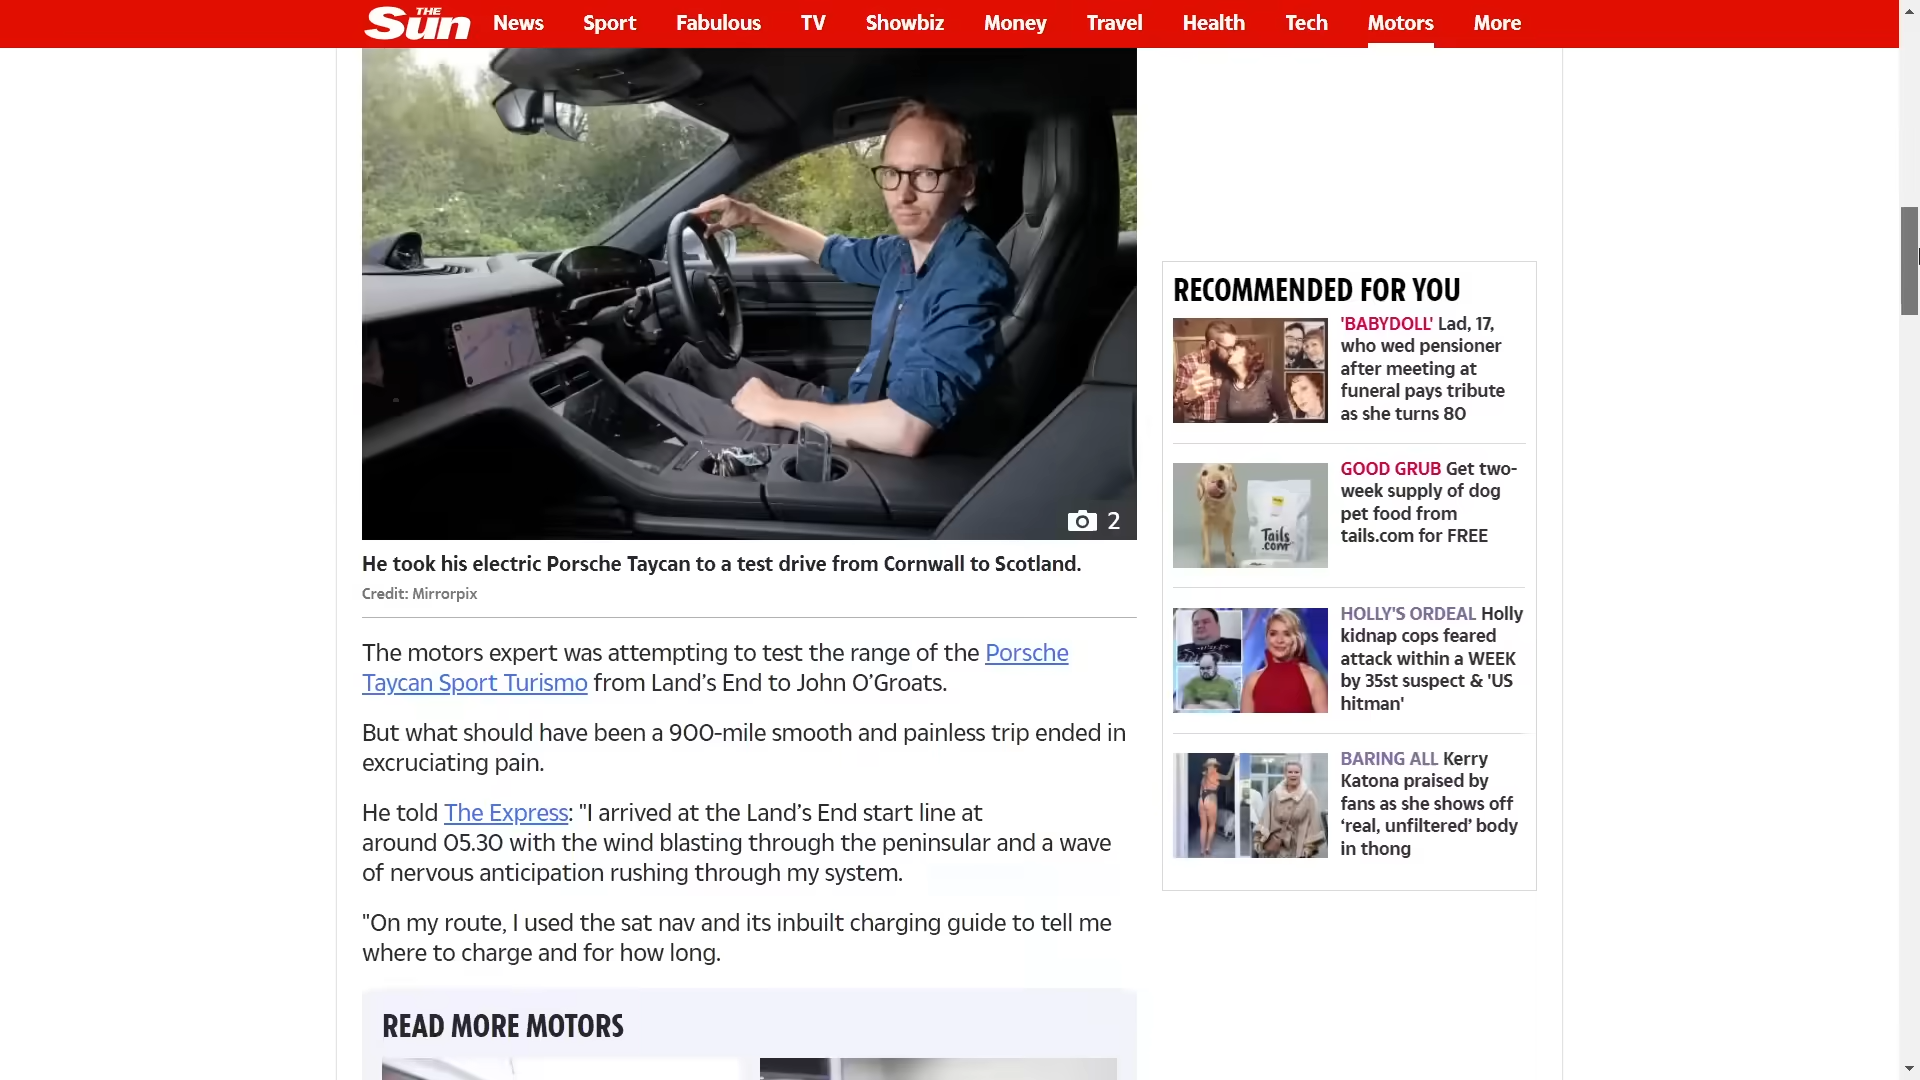 THE Sun
News Sport Fabulous TV Showbiz Money Travel Health Tech Motors More
2
He took his electric Porsche Taycan to a test drive from Cornwall to Scotland.
Credit: Mirrorpix
The motors expert was attempting to test the range of the Porsche
Taycan Sport Turismo from Land’s End to John O’Groats.
But what should have been a 900-mile smooth and painless trip ended in
excruciating pain.
He told The Express: "I arrived at the Land’s End start line at
around 05.30 with the wind blasting through the peninsular and a wave
of nervous anticipation rushing through my system.
"On my route, I used the sat nav and its inbuilt charging guide to tell me
where to charge and for how long.
READ MORE MOTORS
RECOMMENDED FOR YOU
'BABYDOLL' Lad, 17,
who wed pensioner
after meeting at
funeral pays tribute
as she turns 80
GOOD GRUB Get two-
week supply of dog
pet food from
tails.com for FREE
Tails
.com
HOLLY'S ORDEAL Holly
kidnap cops feared
attack within a WEEK
by 35st suspect & 'US
hitman'
BARING ALL Kerry
Katona praised by
fans as she shows off
‘real, unfiltered’ body
in thong